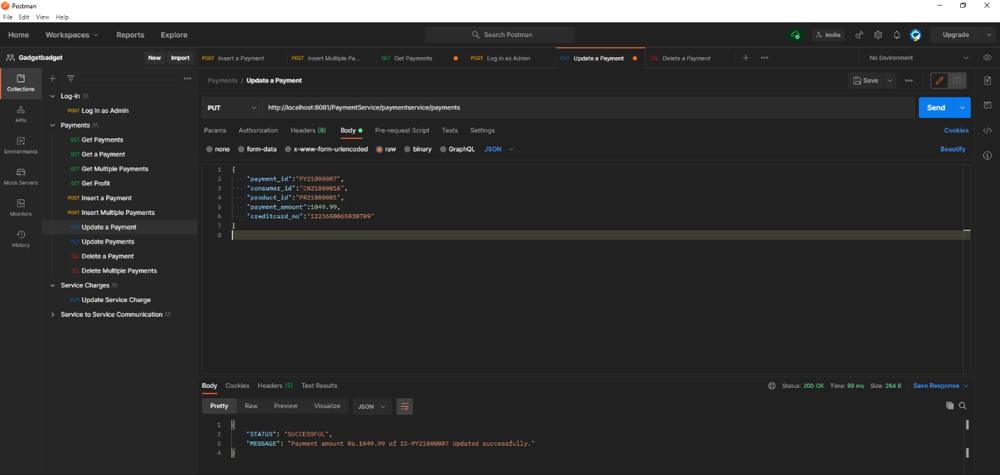 Postman
File Edit View Help
Home Workspaces Reports Explore Search Postman Invite Upgrade
Gadgetbadget New Import
POST Insert a Payment POST Insert Multiple Pa... GET Get Payments POST Log in as Admin PUT Update a Payment DEL Delete a Payment No Environment
Collections
APIs
Environments
Mock Servers
Monitors
History
Log-in
POST Log in as Admin
Payments
GET Get Payments
GET Get a Payment
GET Get Multiple Payments
GET Get Profit
POST Insert a Payment
POST Insert Multiple Payments
PUT Update a Payment
PUT Update Payments
DEL Delete a Payment
DEL Delete Multiple Payments
Service Charges
PUT Update Service Charge
Service to Service Communication
Payments / Update a Payment Save
PUT http://localhost:8081/PaymentService/paymentservice/payments Send
Params Authorization Headers (9) Body Pre-request Script Tests Settings Cookies
none form-data x-www-form-urlencoded raw binary GraphQL JSON Beautify
1 {
2 "payment_id":"PY21000007",
3 "consumer_id":"CN21000016",
4 "product_id":"PR21000001",
5 "payment_amount":1049.99,
6 "creditcard_no":"1223650065030709"
7 }
8
Body Cookies Headers (5) Test Results Status: 200 OK Time: 99 ms Size: 264 B Save Response
Pretty Raw Preview Visualize JSON
1 {
2 "STATUS": "SUCCESSFUL",
3 "MESSAGE": "Payment amount Rs.1049.99 of ID-PY21000007 Updated successfully."
4 }